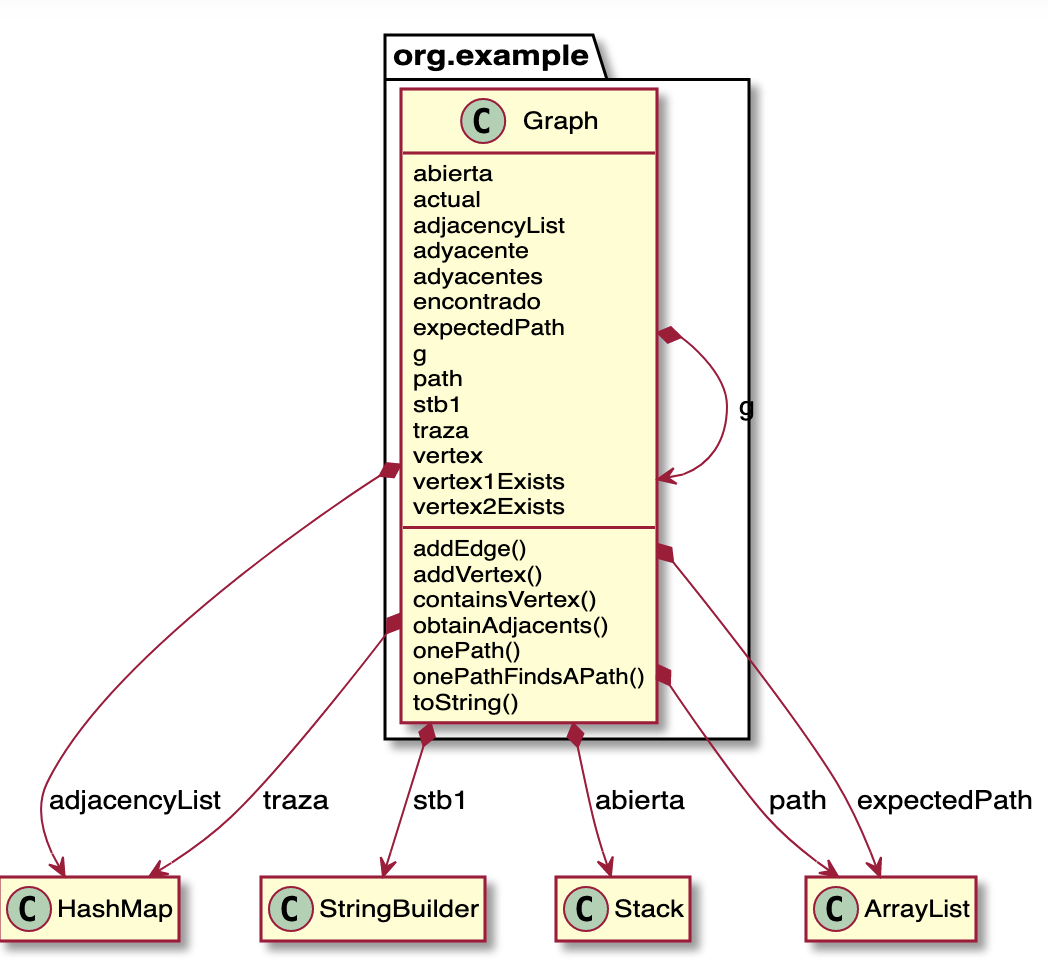 org.example
C Graph
abierta
actual
adjacencyList
adyacente
adyacentes
encontrado
expectedPath
g
path
stb1
traza
vertex
vertex1Exists
vertex2Exists
addEdge()
addVertex()
containsVertex()
obtainAdjacents()
onePath()
onePathFindsAPath()
toString()
g
adjacencyList
traza
stb1
abierta
path
expectedPath
C HashMap
C StringBuilder
C Stack
C ArrayList